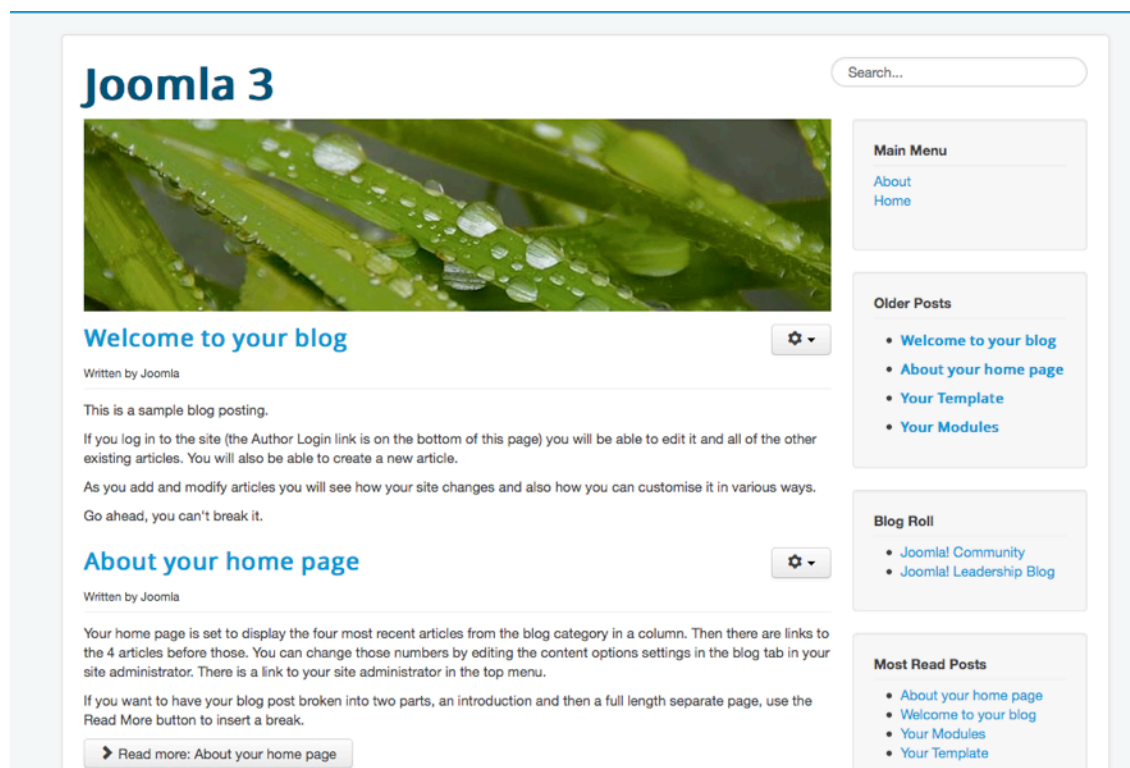 Joomla 3
Search...
Welcome to your blog
Written by Joomla
This is a sample blog posting.
If you log in to the site (the Author Login link is on the bottom of this page) you will be able to edit it and all of the other
existing articles. You will also be able to create a new article.
As you add and modify articles you will see how your site changes and also how you can customise it in various ways.
Go ahead, you can't break it.
About your home page
Written by Joomla
Your home page is set to display the four most recent articles from the blog category in a column. Then there are links to
the 4 articles before those. You can change those numbers by editing the content options settings in the blog tab in your
site administrator. There is a link to your site administrator in the top menu.
If you want to have your blog post broken into two parts, an introduction and then a full length separate page, use the
Read More button to insert a break.
Read more: About your home page
Main Menu
About
Home
Older Posts
Welcome to your blog
About your home page
Your Template
Your Modules
Blog Roll
Joomla! Community
Joomla! Leadership Blog
Most Read Posts
About your home page
Welcome to your blog
Your Modules
Your Template